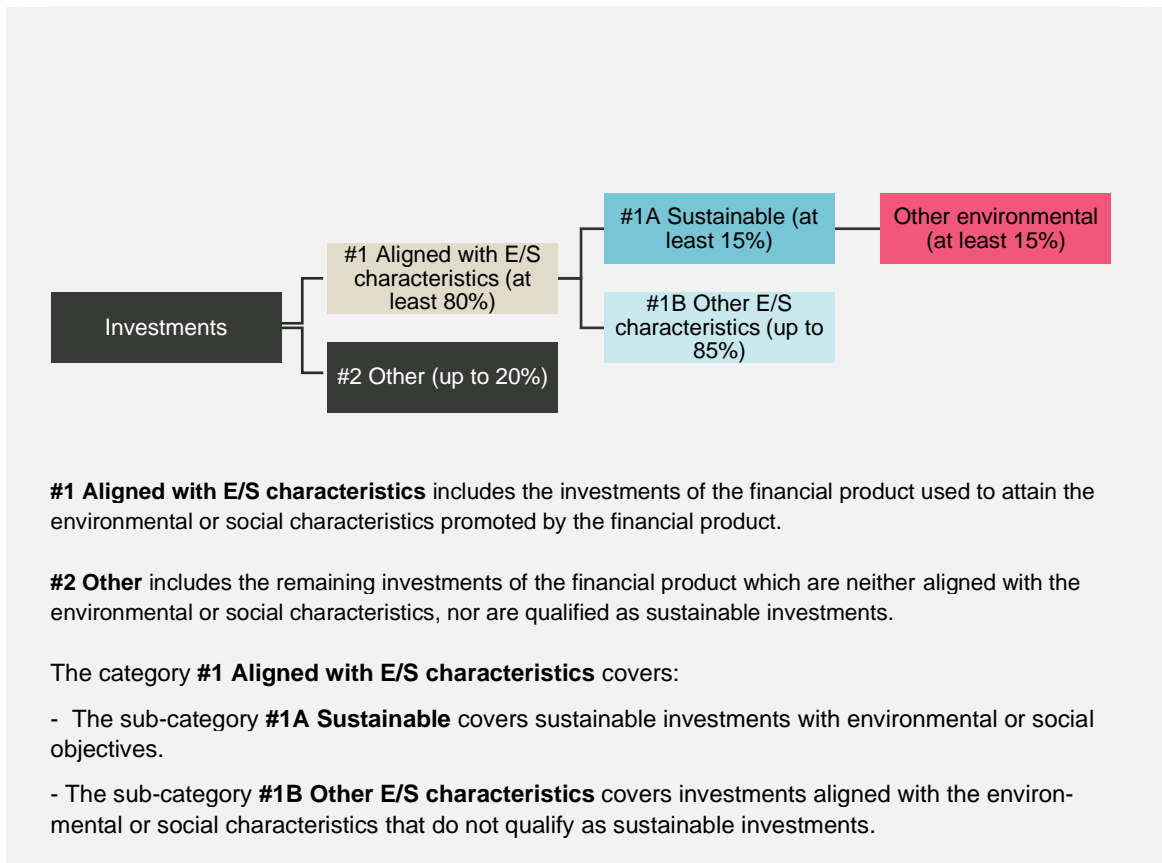 #1A Sustainable (at
least 15%)
Other environmental
(at least 15%)
#1 Aligned with E/S
characteristics (at
least 80%)
Investments
#1B Other E/S
characteristics (up to
85%)
#2 Other (up to 20%)
#1 Aligned with E/S characteristics includes the investments of the financial product used to attain the
environmental or social characteristics promoted by the financial product.
#2 Other includes the remaining investments of the financial product which are neither aligned with the
environmental or social characteristics, nor are qualified as sustainable investments.
The category #1 Aligned with E/S characteristics covers:
- The sub-category #1A Sustainable covers sustainable investments with environmental or social
objectives.
- The sub-category #1B Other E/S characteristics covers investments aligned with the environ-
mental or social characteristics that do not qualify as sustainable investments.